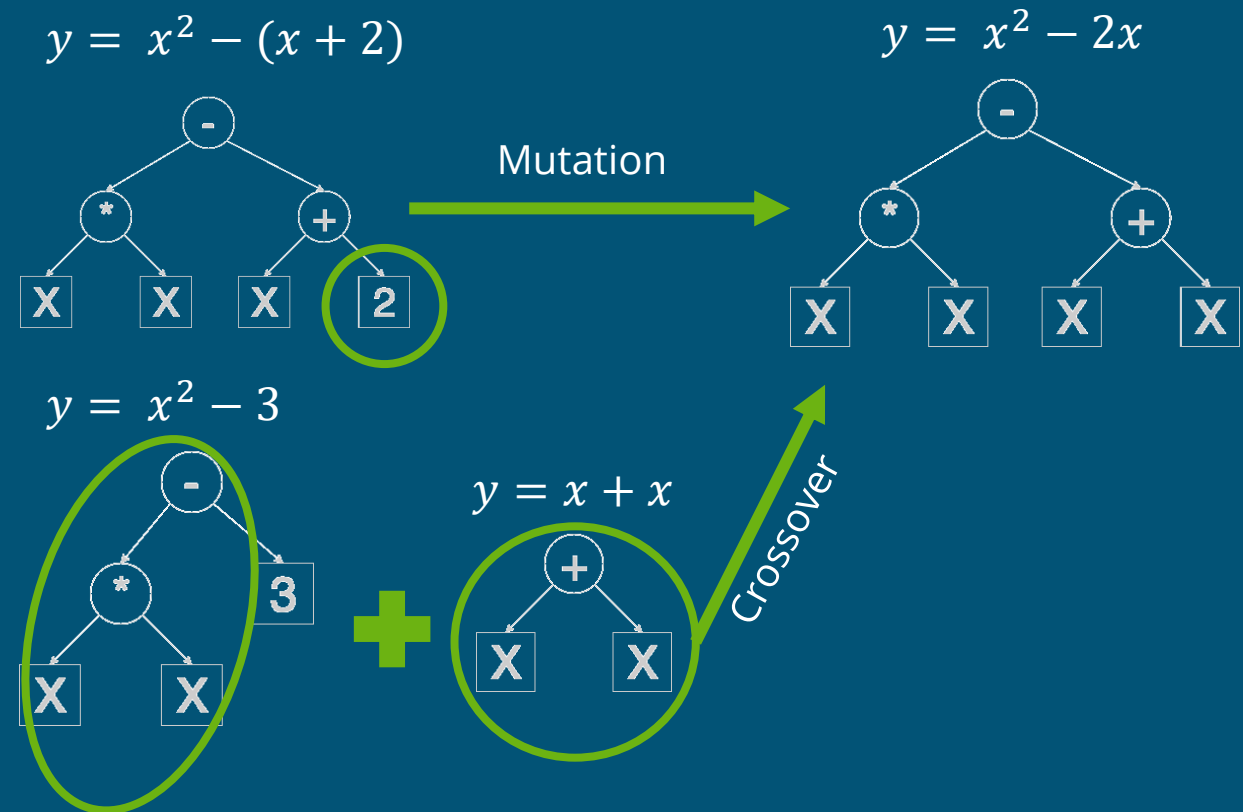 y = x² − (x + 2)
-
* +
X X X 2
Mutation
y = x² − 2x
-
* +
X X X X
y = x² − 3
-
* 3
X X
y = x + x
+
X X
Crossover